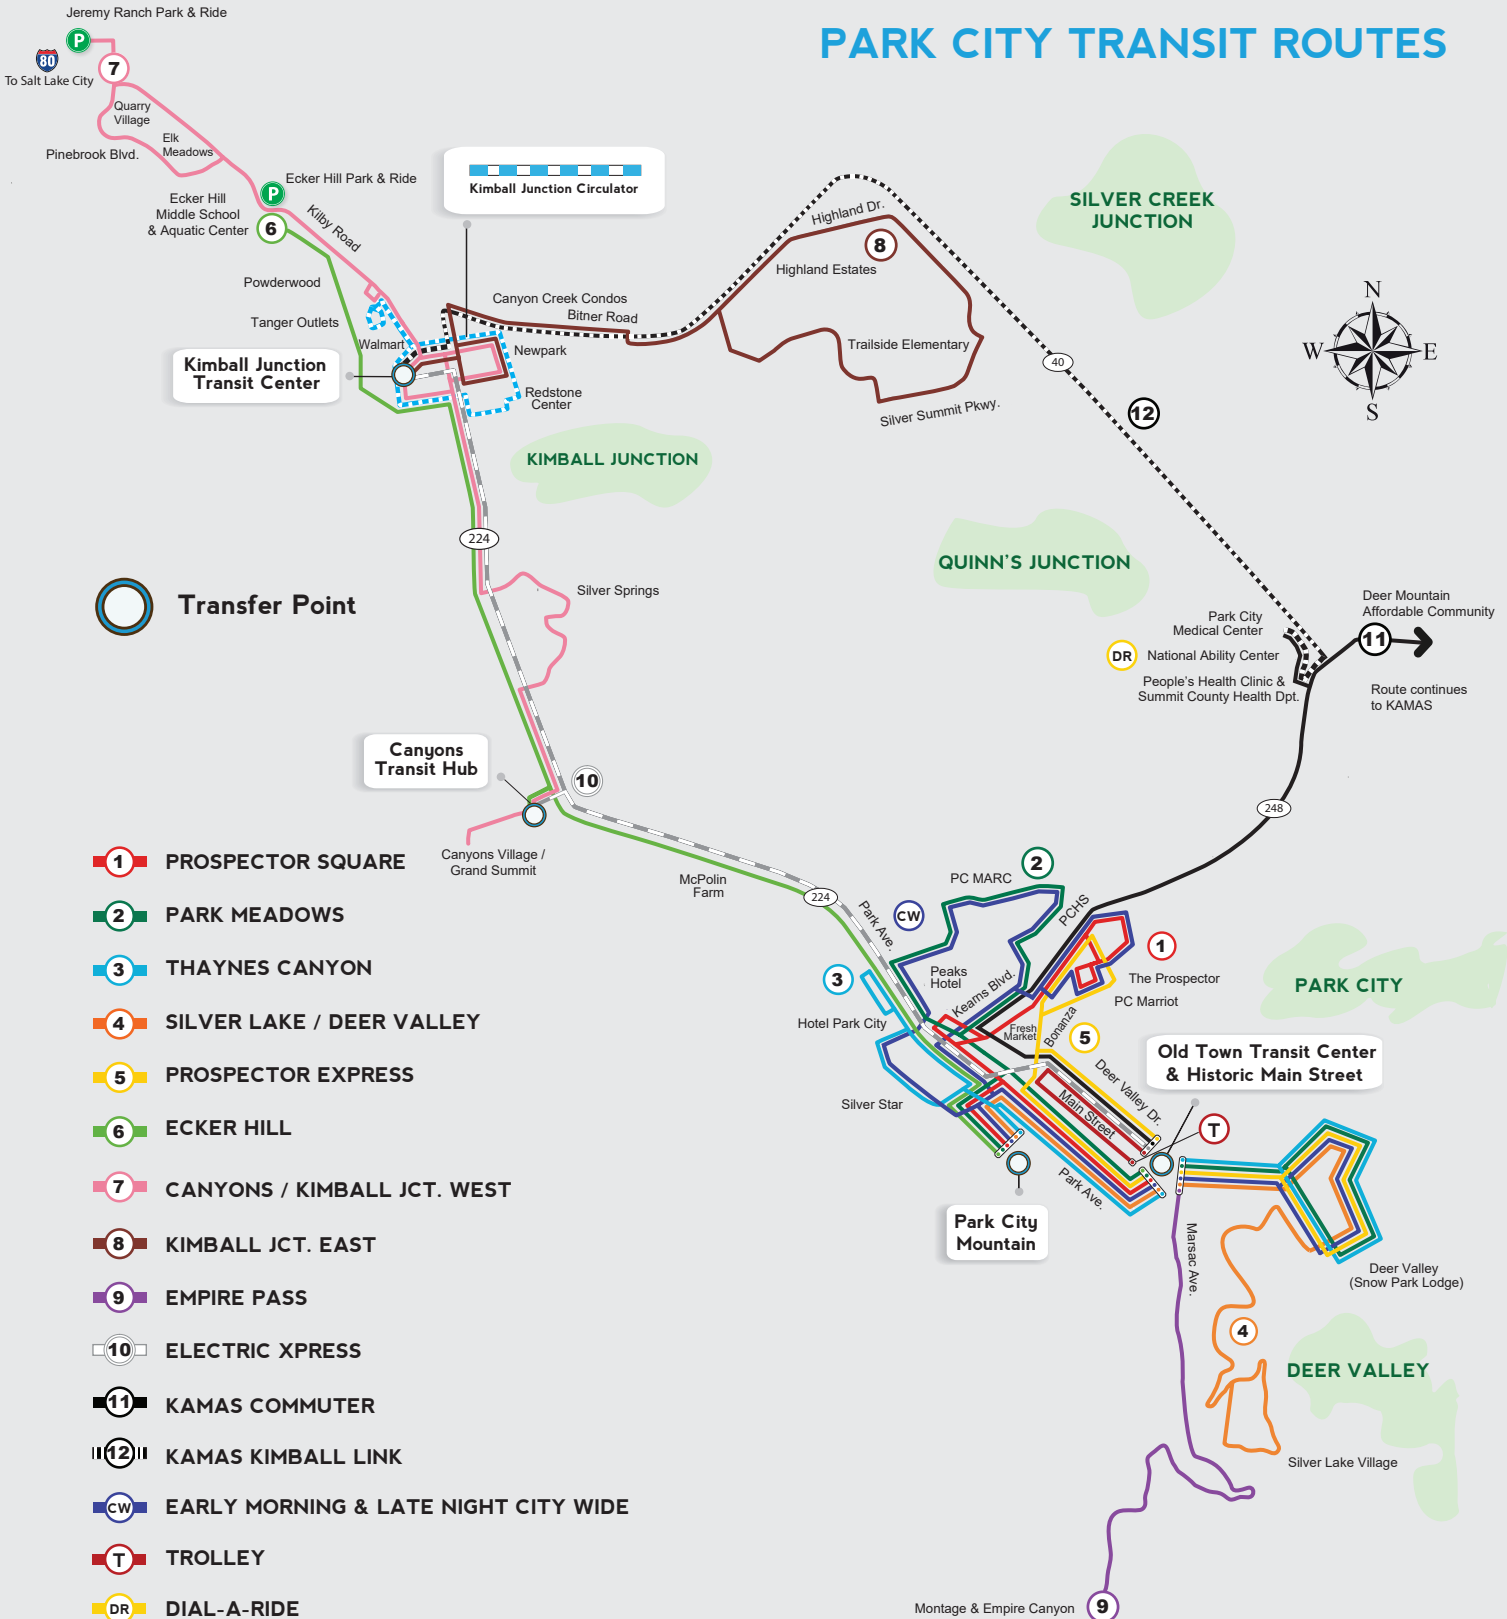 Jeremy Ranch Park & Ride
PARK CITY TRANSIT ROUTES
P
80
To Salt Lake City
7
Quarry
Village
Elk
Meadows
Pinebrook Blvd.
P
Ecker Hill Park & Ride
Ecker Hill
Middle School
& Aquatic Center
6
Kilby Road
Kimball Junction Circulator
Highland Dr.
8
Highland Estates
SILVER CREEK
JUNCTION
Powderwood
Tanger Outlets
Walmart
Canyon Creek Condos
Bitner Road
Newpark
Trailside Elementary
Kimball Junction
Transit Center
Redstone
Center
Silver Summit Pkwy.
40
12
N
W
E
S
KIMBALL JUNCTION
224
QUINN'S JUNCTION
Silver Springs
Transfer Point
Park City
Medical Center
DR
National Ability Center
People's Health Clinic &
Summit County Health Dpt.
Deer Mountain
Affordable Community
11
Route continues
to KAMAS
Canyons
Transit Hub
10
248
Canyons Village /
Grand Summit
McPolin
Farm
224
Park Ave.
CW
PC MARC
2
PCHS
1
The Prospector
PC Marriot
PARK CITY
3
Peaks
Hotel
Kearns Blvd.
Hotel Park City
Fresh
Market
Bonanza
5
Silver Star
Deer Valley Dr.
Main Street
Park Ave.
Old Town Transit Center
& Historic Main Street
T
Park City
Mountain
Marsac Ave.
Deer Valley
(Snow Park Lodge)
4
DEER VALLEY
Silver Lake Village
Montage & Empire Canyon
9
1 PROSPECTOR SQUARE
2 PARK MEADOWS
3 THAYNES CANYON
4 SILVER LAKE / DEER VALLEY
5 PROSPECTOR EXPRESS
6 ECKER HILL
7 CANYONS / KIMBALL JCT. WEST
8 KIMBALL JCT. EAST
9 EMPIRE PASS
10 ELECTRIC XPRESS
11 KAMAS COMMUTER
12 KAMAS KIMBALL LINK
CW EARLY MORNING & LATE NIGHT CITY WIDE
T TROLLEY
DR DIAL-A-RIDE